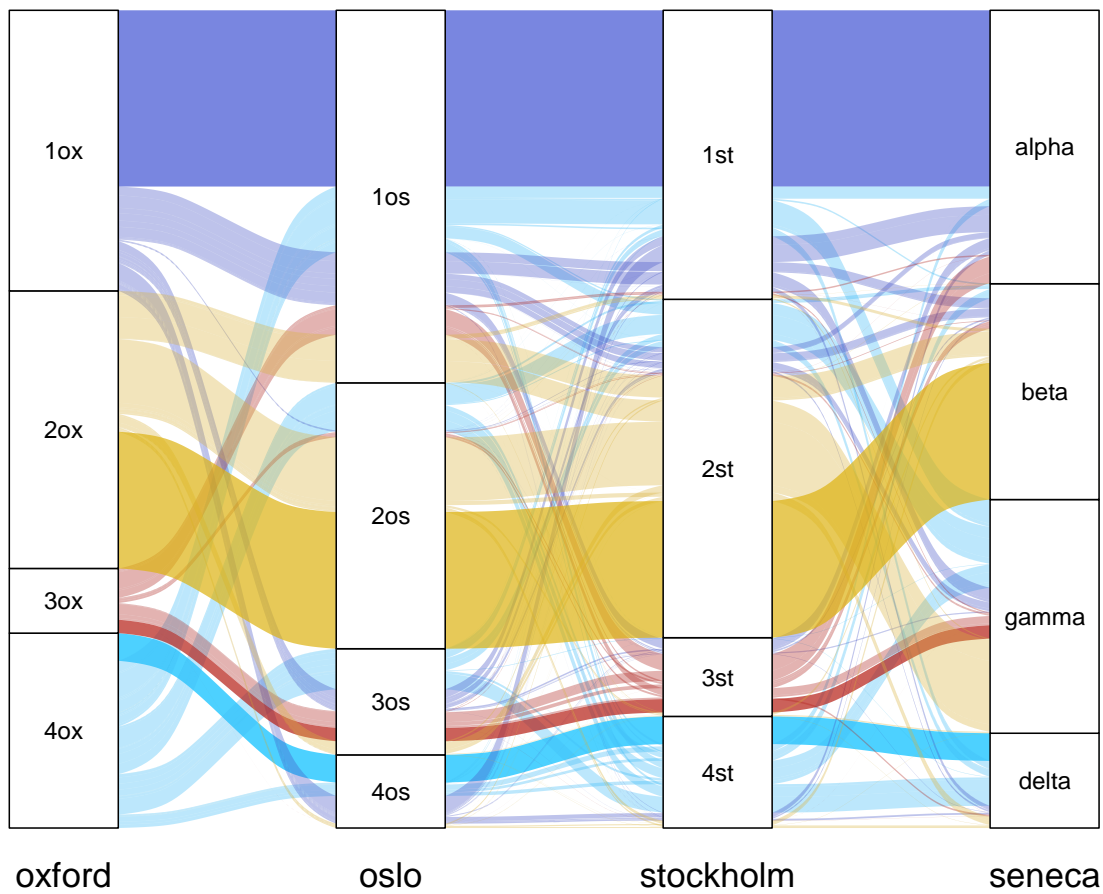 1ox
2ox
3ox
4ox
1os
2os
3os
4os
1st
2st
3st
4st
alpha
beta
gamma
delta
oxford oslo stockholm seneca